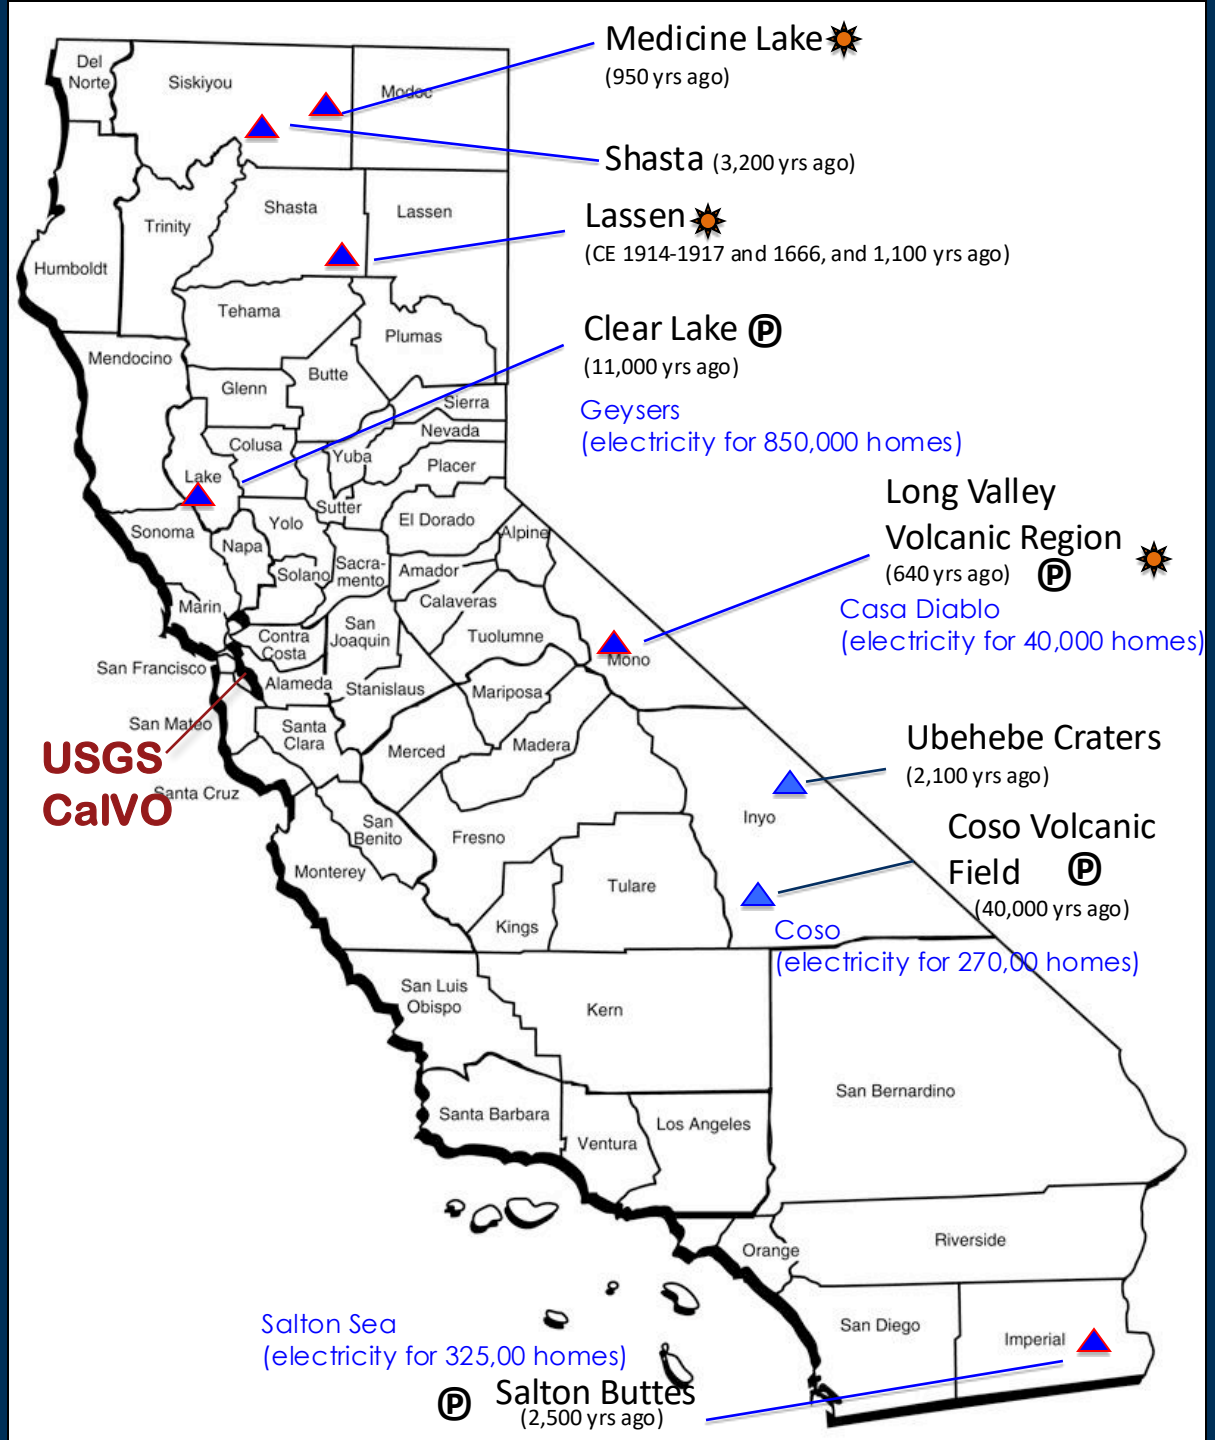 Medicine Lake
(950 yrs ago)
Shasta (3,200 yrs ago)
Lassen
(CE 1914-1917 and 1666, and 1,100 yrs ago)
Clear Lake Ⓟ
(11,000 yrs ago)
Geysers
(electricity for 850,000 homes)
Long Valley
Volcanic Region
(640 yrs ago) Ⓟ
Casa Diablo
(electricity for 40,000 homes)
Ubehebe Craters
(2,100 yrs ago)
Coso Volcanic
Field Ⓟ
(40,000 yrs ago)
Coso
(electricity for 270,00 homes)
Salton Sea
(electricity for 325,00 homes)
Ⓟ Salton Buttes
(2,500 yrs ago)
USGS
CalVO
Del
Norte
Siskiyou
Modoc
Humboldt
Trinity
Shasta
Lassen
Tehama
Plumas
Mendocino
Glenn
Butte
Sierra
Nevada
Colusa
Yuba
Placer
Lake
Sutter
El Dorado
Sonoma
Yolo
Alpine
Napa
Solano
Sacra-
mento
Amador
Calaveras
Marin
Contra
Costa
San
Joaquin
Tuolumne
Mono
San Francisco
Alameda
Stanislaus
Mariposa
San Mateo
Santa
Clara
Merced
Madera
Santa Cruz
San
Benito
Fresno
Inyo
Monterey
Tulare
Kings
San Luis
Obispo
Kern
San Bernardino
Santa Barbara
Ventura
Los Angeles
Orange
Riverside
San Diego
Imperial